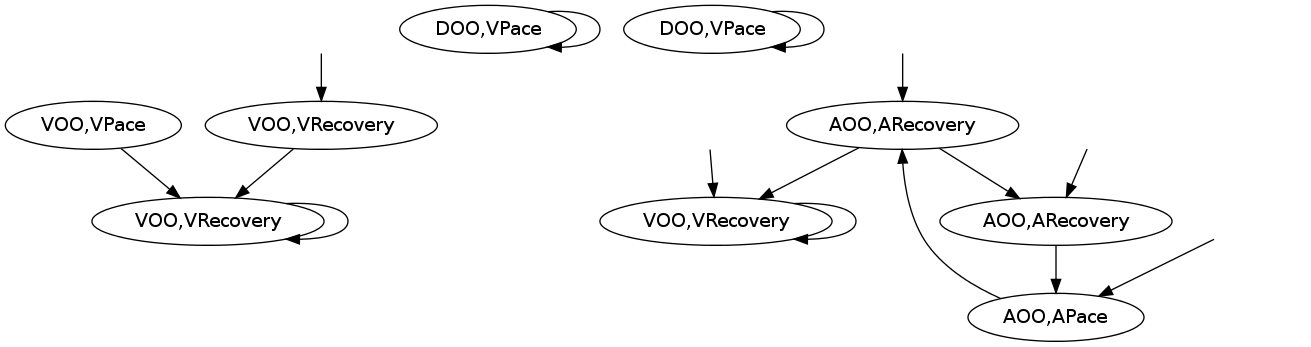 DOO,VPace
DOO,VPace
VOO,VPace
VOO,VRecovery
AOO,ARecovery
VOO,VRecovery
VOO,VRecovery
AOO,ARecovery
AOO,APace